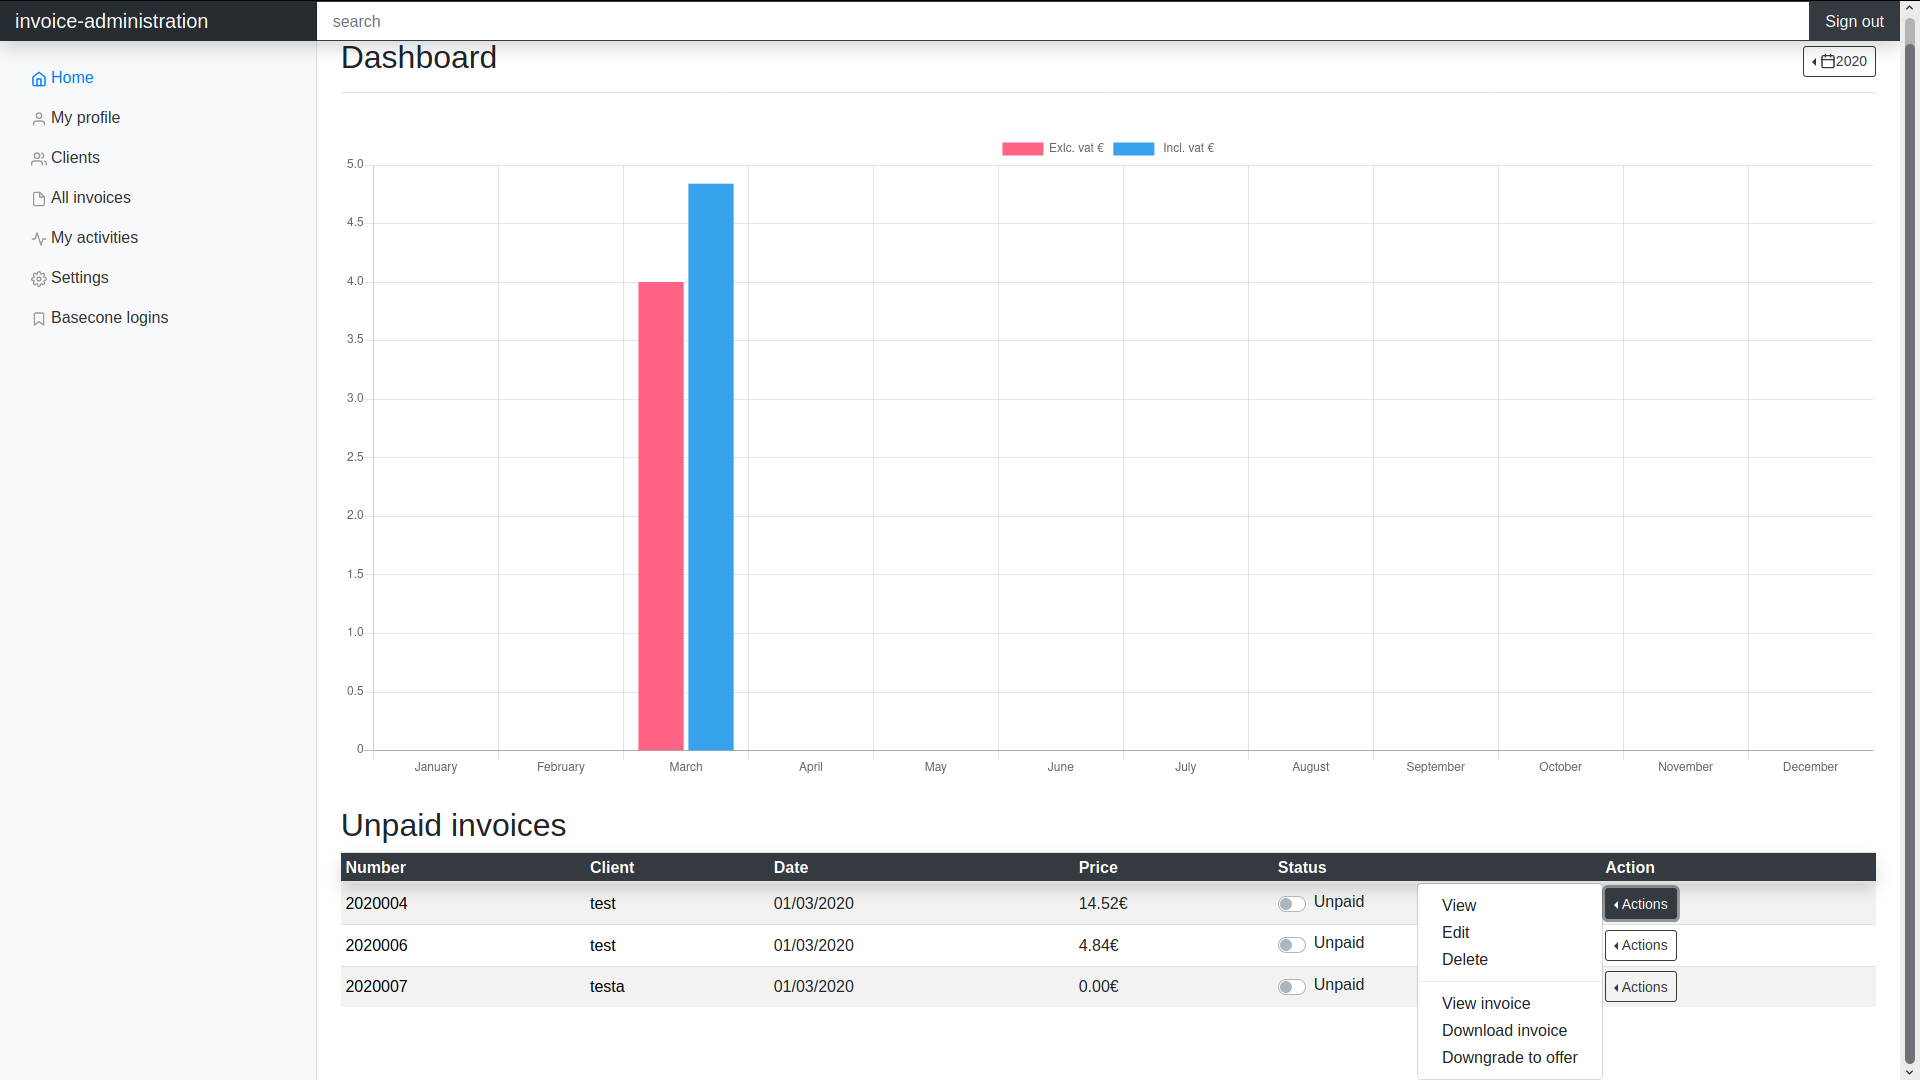 invoice-administration
search
Sign out
Home
My profile
Clients
All invoices
My activities
Settings
Basecone logins
Dashboard
2020
Exlc. vat € Incl. vat €
5.0
4.5
4.0
3.5
3.0
2.5
2.0
1.5
1.0
0.5
0
January February March April May June July August September October November December
Unpaid invoices
Number Client Date Price Status Action
2020004 test 01/03/2020 14.52€ Unpaid Actions
2020006 test 01/03/2020 4.84€ Unpaid Actions
2020007 testa 01/03/2020 0.00€ Unpaid Actions
View
Edit
Delete
View invoice
Download invoice
Downgrade to offer